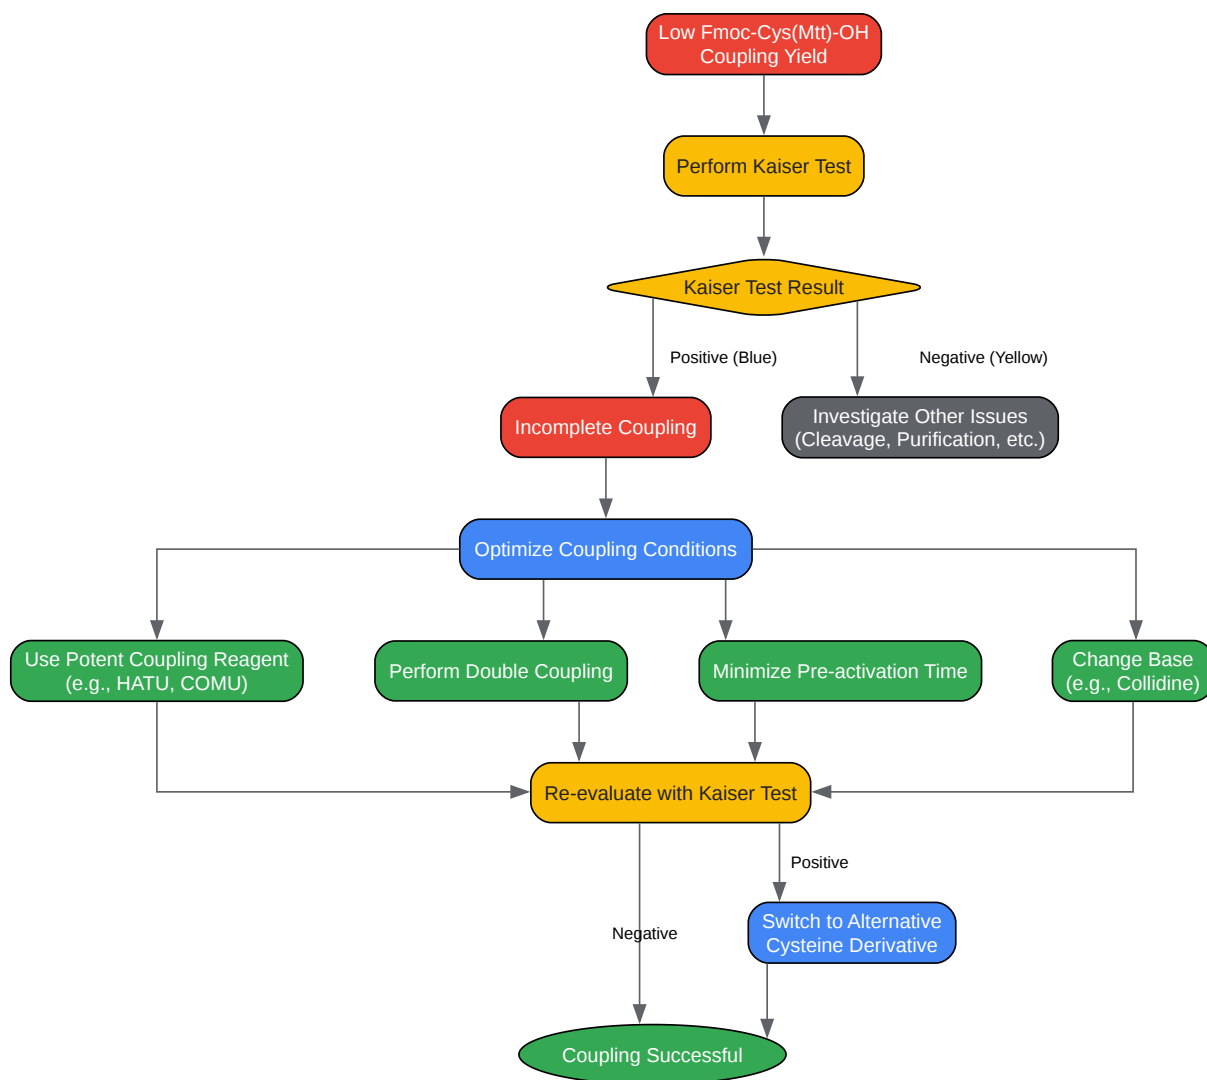 Low Fmoc-Cys(Mtt)-OH
Coupling Yield
Perform Kaiser Test
Kaiser Test Result
Positive (Blue)
Negative (Yellow)
Incomplete Coupling
Investigate Other Issues
(Cleavage, Purification, etc.)
Optimize Coupling Conditions
Use Potent Coupling Reagent
(e.g., HATU, COMU)
Perform Double Coupling
Minimize Pre-activation Time
Change Base
(e.g., Collidine)
Re-evaluate with Kaiser Test
Positive
Negative
Switch to Alternative
Cysteine Derivative
Coupling Successful